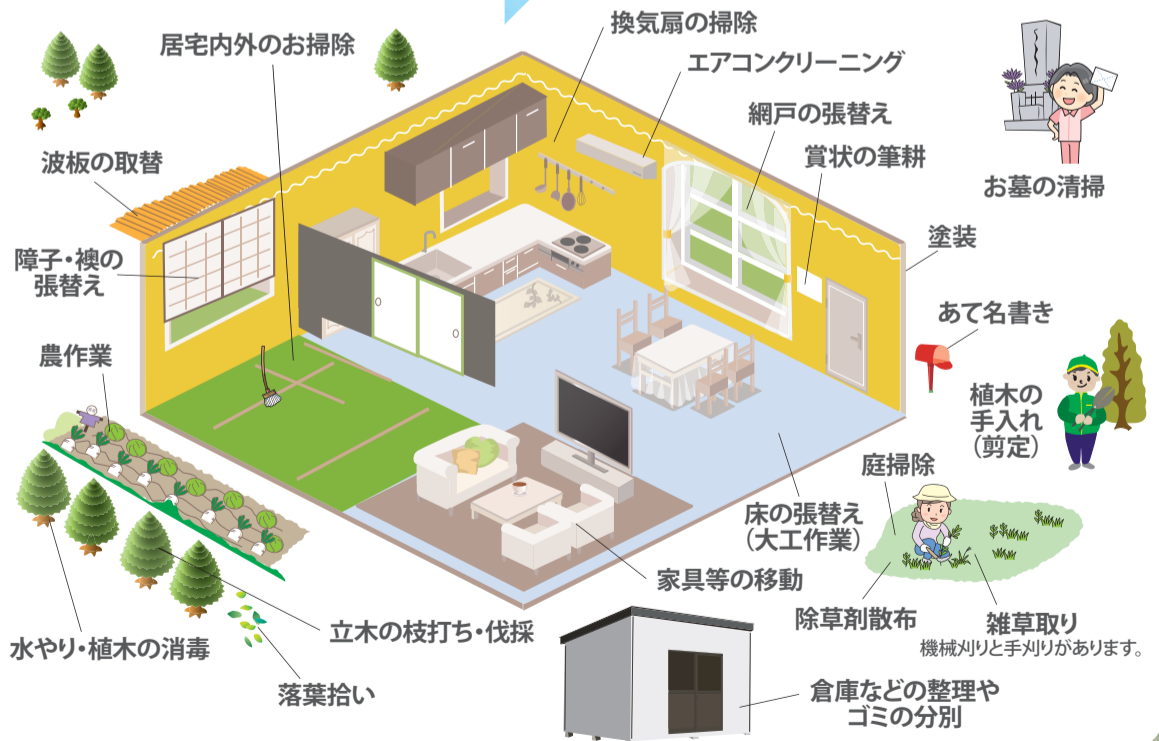 居宅内外のお掃除
換気扇の掃除
エアコンクリーニング
網戸の張替え
賞状の筆耕
お墓の清掃
波板の取替
障子・襖の
張替え
塗装
あて名書き
農作業
植木の
手入れ
（剪定）
庭掃除
床の張替え
（大工作業）
家具等の移動
除草剤散布
雑草取り
機械刈りと手刈りがあります。
水やり・植木の消毒
立木の枝打ち・伐採
落葉拾い
倉庫などの整理や
ゴミの分別